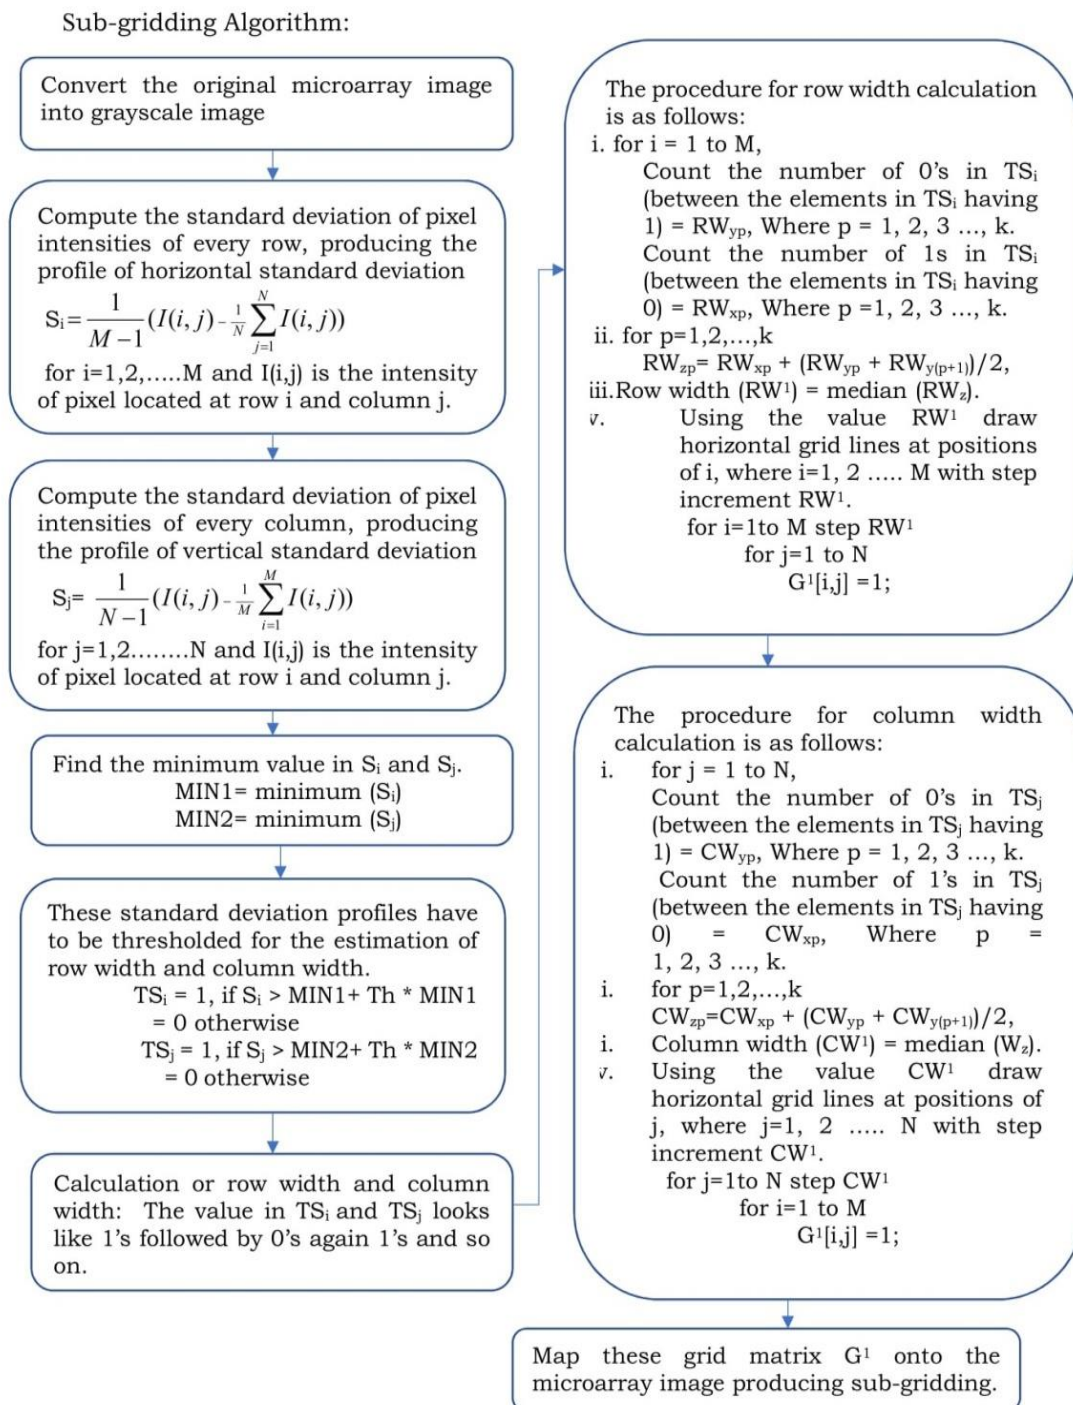 Sub-gridding Algorithm:
Convert the original microarray image
into grayscale image
Compute the standard deviation of pixel
intensities of every row, producing the
profile of horizontal standard deviation
Sᵢ= 1/(M−1) (I(i, j) - 1/N ∑_{j=1}^{N} I(i, j))
for i=1,2,.....M and I(i,j) is the intensity
of pixel located at row i and column j.
Compute the standard deviation of pixel
intensities of every column, producing
the profile of vertical standard deviation
Sⱼ= 1/(N−1) (I(i, j) - 1/M ∑_{i=1}^{M} I(i, j))
for j=1,2........N and I(i,j) is the intensity
of pixel located at row i and column j.
Find the minimum value in Sᵢ and Sⱼ.
MIN1= minimum (Sᵢ)
MIN2= minimum (Sⱼ)
These standard deviation profiles have
to be thresholded for the estimation of
row width and column width.
TSᵢ = 1, if Sᵢ > MIN1+ Th * MIN1
= 0 otherwise
TSⱼ = 1, if Sⱼ > MIN2+ Th * MIN2
= 0 otherwise
Calculation or row width and column
width: The value in TSᵢ and TSⱼ looks
like 1's followed by 0's again 1's and so
on.
The procedure for row width calculation
is as follows:
i. for i = 1 to M,
Count the number of 0's in TSᵢ
(between the elements in TSᵢ having
1) = RW_yp, Where p = 1, 2, 3 ..., k.
Count the number of 1s in TSᵢ
(between the elements in TSᵢ having
0) = RW_xp, Where p =1, 2, 3 ..., k.
ii. for p=1,2,...,k
RW_zp= RW_xp + (RW_yp + RW_y(p+1))/2,
iii.Row width (RW¹) = median (RW_z).
v. Using the value RW¹ draw
horizontal grid lines at positions
of i, where i=1, 2 ..... M with step
increment RW¹.
for i=1to M step RW¹
for j=1 to N
G¹[i,j] =1;
The procedure for column width
calculation is as follows:
i. for j = 1 to N,
Count the number of 0's in TSⱼ
(between the elements in TSⱼ having
1) = CW_yp, Where p = 1, 2, 3 ..., k.
Count the number of 1's in TSⱼ
(between the elements in TSⱼ having
0) = CW_xp, Where p =
1, 2, 3 ..., k.
i. for p=1,2,...,k
CW_zp=CW_xp + (CW_yp + CW_y(p+1))/2,
i. Column width (CW¹) = median (W_z).
v. Using the value CW¹ draw
horizontal grid lines at positions of
j, where j=1, 2 ..... N with step
increment CW¹.
for j=1to N step CW¹
for i=1 to M
G¹[i,j] =1;
Map these grid matrix G¹ onto the
microarray image producing sub-gridding.